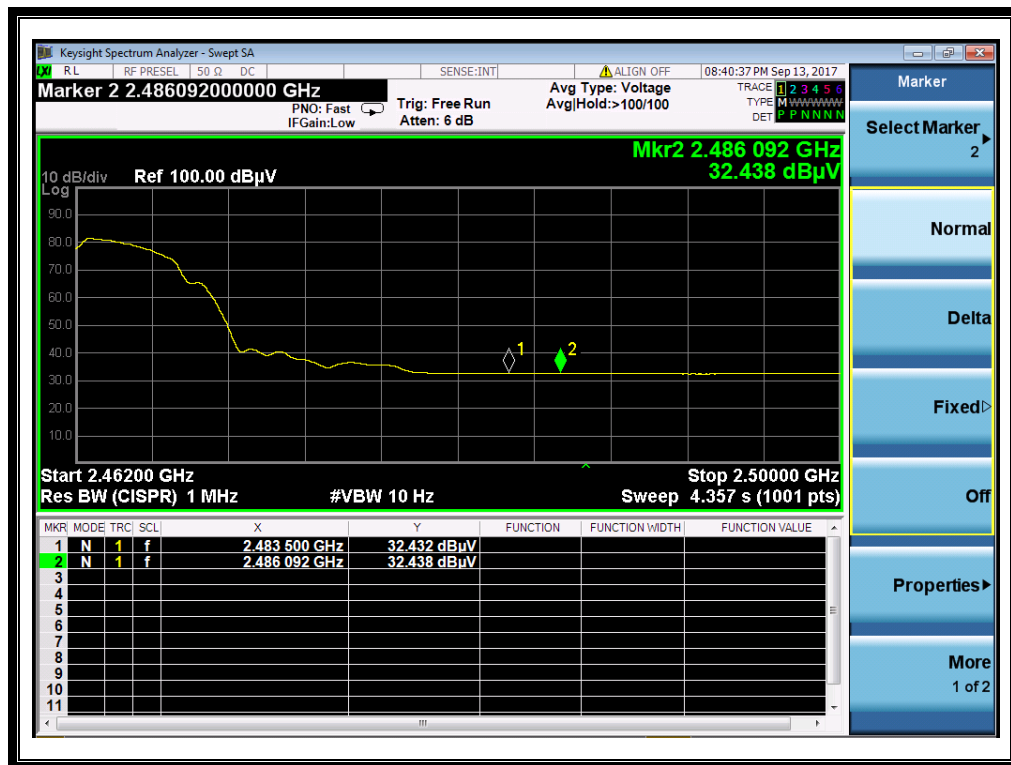 Keysight Spectrum Analyzer - Swept SA
LXI RL RF PRESEL 50 Ω DC SENSE:INT ALIGN OFF 08:40:37 PM Sep 13, 2017
Marker 2 2.486092000000 GHz
PNO: Fast
IFGain:Low
Trig: Free Run
Atten: 6 dB
Avg Type: Voltage
Avg|Hold:>100/100
TRACE 1 2 3 4 5 6
TYPE M WWWWW
DET P P N N N N
Mkr2 2.486 092 GHz
32.438 dBµV
10 dB/div Ref 100.00 dBµV
Log
90.0
80.0
70.0
60.0
50.0
40.0
30.0
20.0
10.0
1
2
Start 2.46200 GHz Stop 2.50000 GHz
Res BW (CISPR) 1 MHz #VBW 10 Hz Sweep 4.357 s (1001 pts)
MKR MODE TRC SCL X Y FUNCTION FUNCTION WIDTH FUNCTION VALUE
1 N 1 f 2.483 500 GHz 32.432 dBµV
2 N 1 f 2.486 092 GHz 32.438 dBµV
3
4
5
6
7
8
9
10
11
Marker
Select Marker
2
Normal
Delta
Fixed
Off
Properties
More
1 of 2